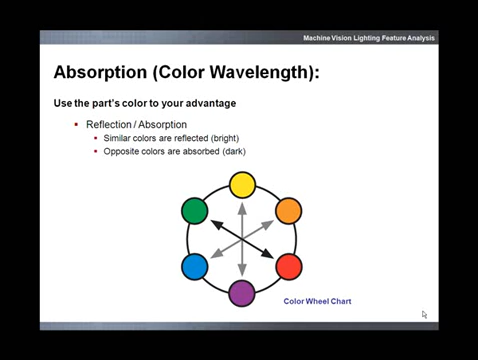 Machine Vision Lighting Feature Analysis
Absorption (Color Wavelength):
Use the part's color to your advantage
Reflection / Absorption
Similar colors are reflected (bright)
Opposite colors are absorbed (dark)
Color Wheel Chart